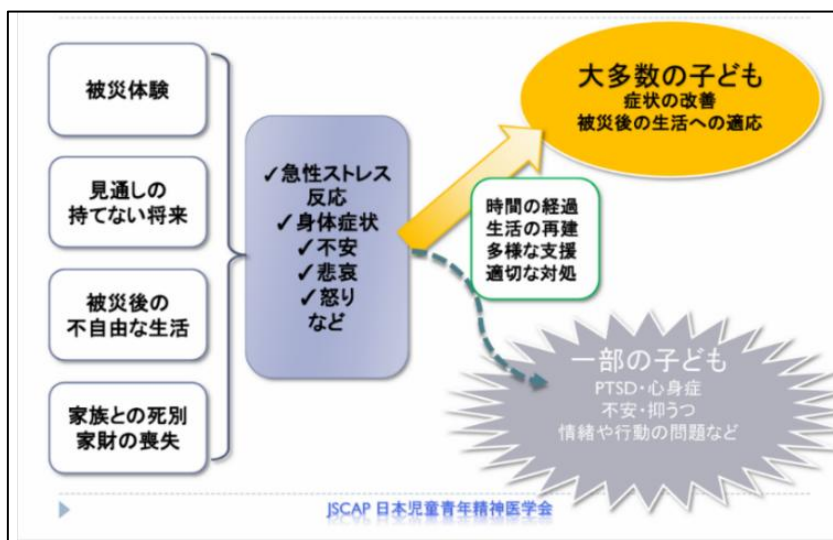 被災体験
見通しの
持てない将来
被災後の
不自由な生活
家族との死別
家財の喪失
✓急性ストレス
反応
✓身体症状
✓不安
✓悲哀
✓怒り
など
大多数の子ども
症状の改善
被災後の生活への適応
時間の経過
生活の再建
多様な支援
適切な対処
一部の子ども
PTSD・心身症
不安・抑うつ
情緒や行動の問題など
JSCAP 日本児童青年精神医学会